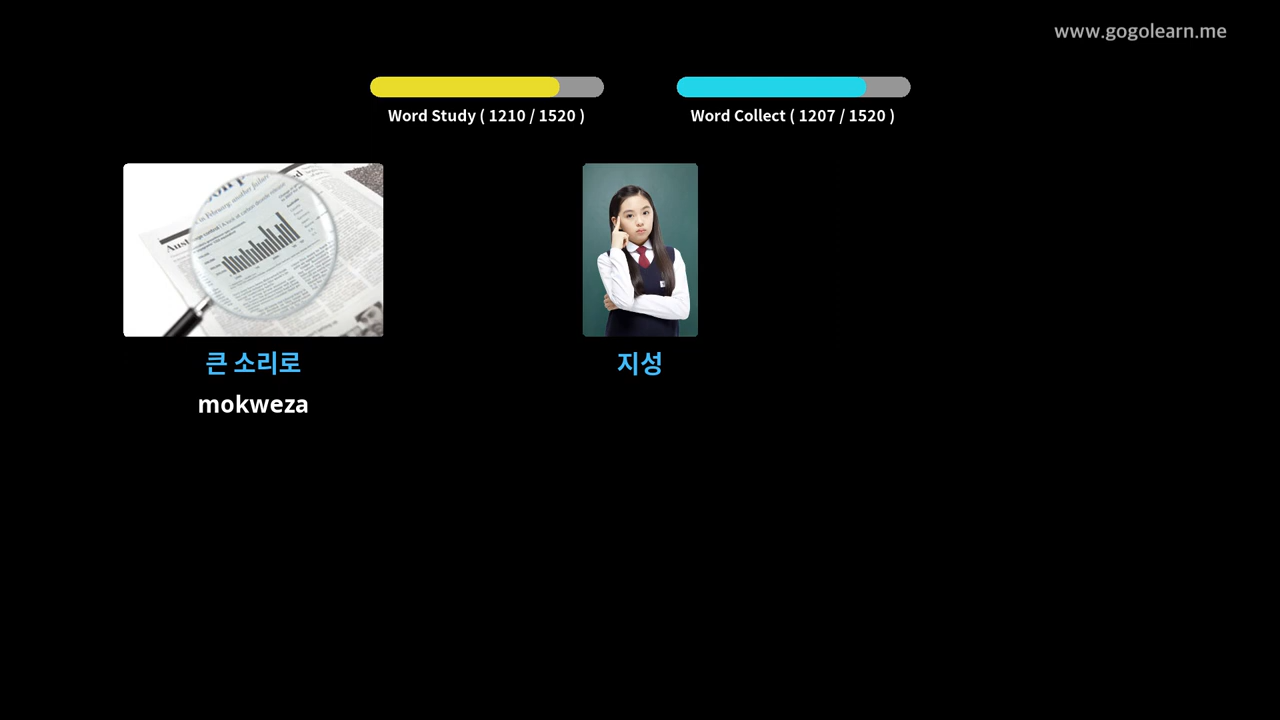 www.gogolearn.me
Word Study ( 1210 / 1520 )
Word Collect ( 1207 / 1520 )
큰 소리로
지성
mokweza